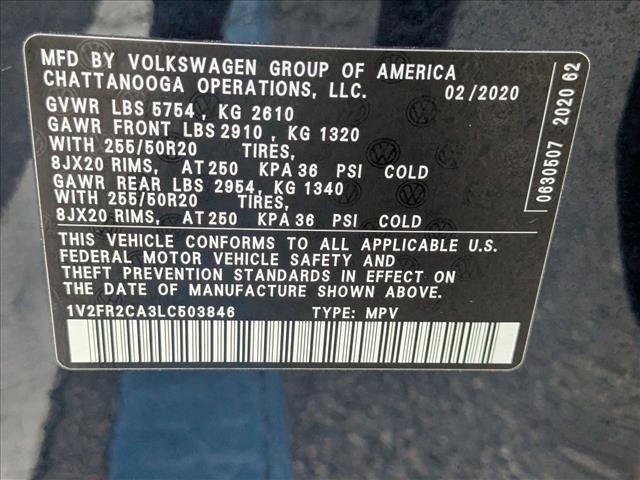 MFD BY VOLKSWAGEN GROUP OF AMERICA
CHATTANOOGA OPERATIONS, LLC. 02/2020
GVWR LBS 5754, KG 2610
GAWR FRONT LBS 2910, KG 1320
WITH 255/50R20 TIRES,
8JX20 RIMS, AT 250 KPA 36 PSI COLD
GAWR REAR LBS 2954, KG 1340
WITH 255/50R20 TIRES,
8JX20 RIMS, AT 250 KPA 36 PSI COLD
THIS VEHICLE CONFORMS TO ALL APPLICABLE U.S.
FEDERAL MOTOR VEHICLE SAFETY AND
THEFT PREVENTION STANDARDS IN EFFECT ON
THE DATE OF MANUFACTURE SHOWN ABOVE.
1V2FR2CA3LC503846 TYPE: MPV
0630507 2020 62